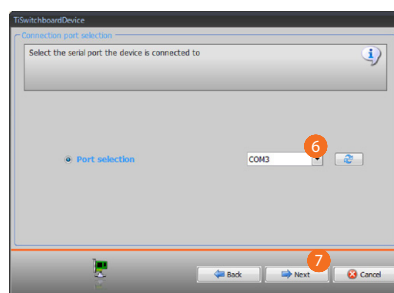 TiSwitchboardDevice
Connection port selection
Select the serial port the device is connected to
6
Port selection
COM3
7
Back
Next
Cancel